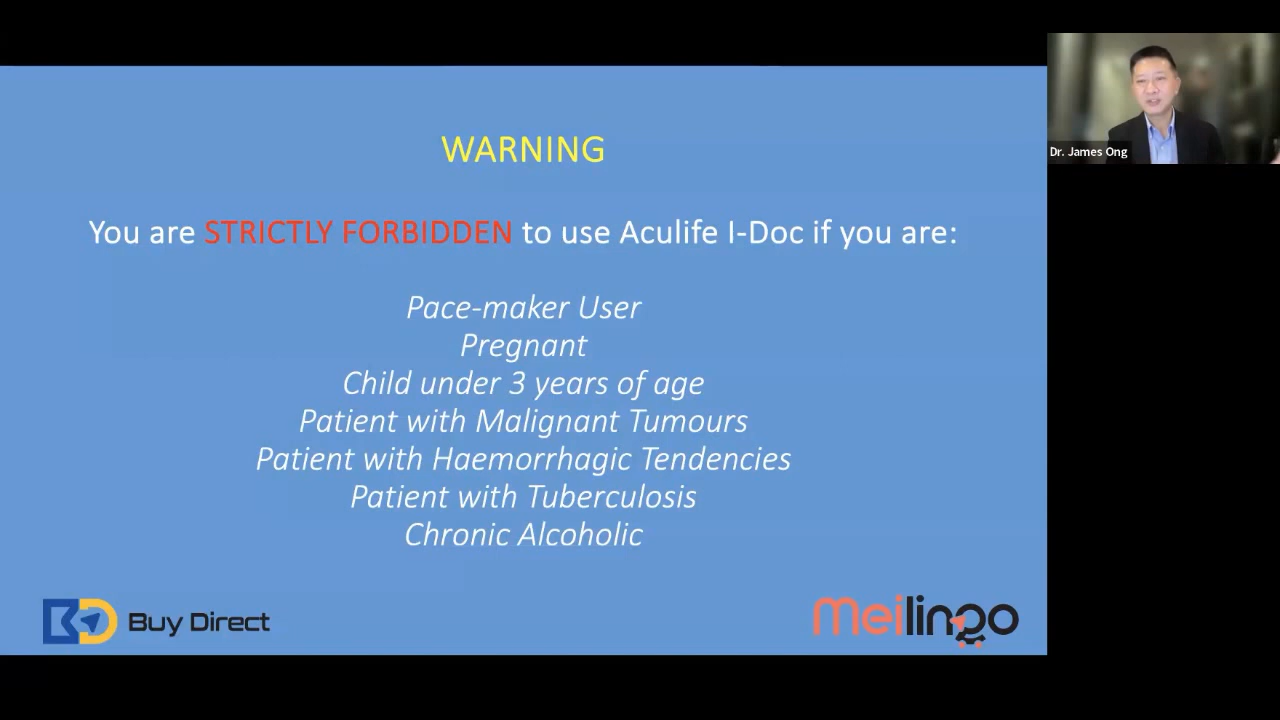 WARNING
You are STRICTLY FORBIDDEN to use Aculife I-Doc if you are:
Pace-maker User
Pregnant
Child under 3 years of age
Patient with Malignant Tumours
Patient with Haemorrhagic Tendencies
Patient with Tuberculosis
Chronic Alcoholic
Buy Direct
meilingo
Dr. James Ong